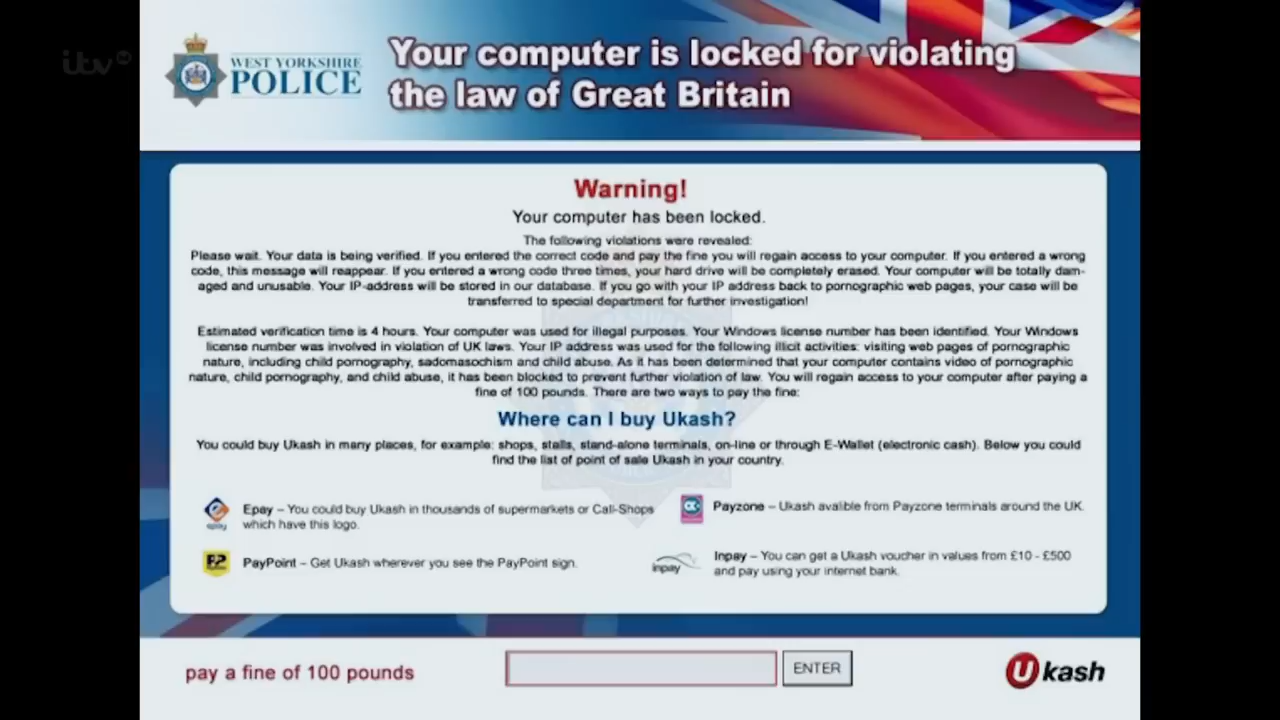 itv
WEST YORKSHIRE
POLICE
Your computer is locked for violating
the law of Great Britain
Warning!
Your computer has been locked.
The following violations were revealed:
Please wait. Your data is being verified. If you entered the correct code and pay the fine you will regain access to your computer. If you entered a wrong
code, this message will reappear. If you entered a wrong code three times, your hard drive will be completely erased. Your computer will be totally dam-
aged and unusable. Your IP-address will be stored in our database. If you go with your IP address back to pornographic web pages, your case will be
transferred to special department for further investigation!
Estimated verification time is 4 hours. Your computer was used for illegal purposes. Your Windows license number has been identified. Your Windows
license number was involved in violation of UK laws. Your IP address was used for the following illicit activities: visiting web pages of pornographic
nature, including child pornography, sadomasochism and child abuse. As it has been determined that your computer contains video of pornographic
nature, child pornography, and child abuse, it has been blocked to prevent further violation of law. You will regain access to your computer after paying a
fine of 100 pounds. There are two ways to pay the fine:
Where can I buy Ukash?
You could buy Ukash in many places, for example: shops, stalls, stand-alone terminals, on-line or through E-Wallet (electronic cash). Below you could
find the list of point of sale Ukash in your country.
epay
Epay – You could buy Ukash in thousands of supermarkets or Call-Shops
which have this logo.
Payzone – Ukash avalible from Payzone terminals around the UK.
PayPoint – Get Ukash wherever you see the PayPoint sign.
inpay
Inpay – You can get a Ukash voucher in values from £10 - £500
and pay using your internet bank.
pay a fine of 100 pounds
ENTER
Ukash